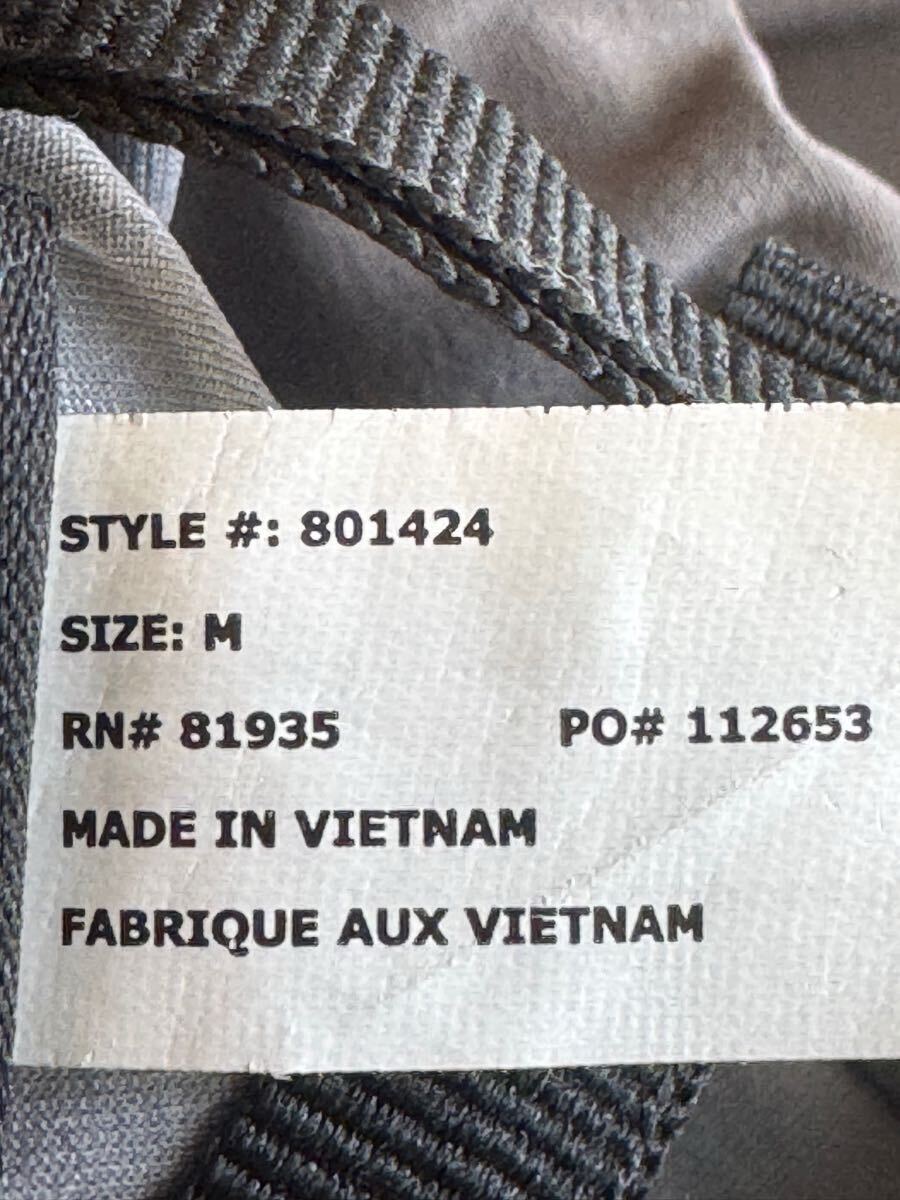 STYLE #: 801424
SIZE: M
RN# 81935 PO# 112653
MADE IN VIETNAM
FABRIQUE AUX VIETNAM